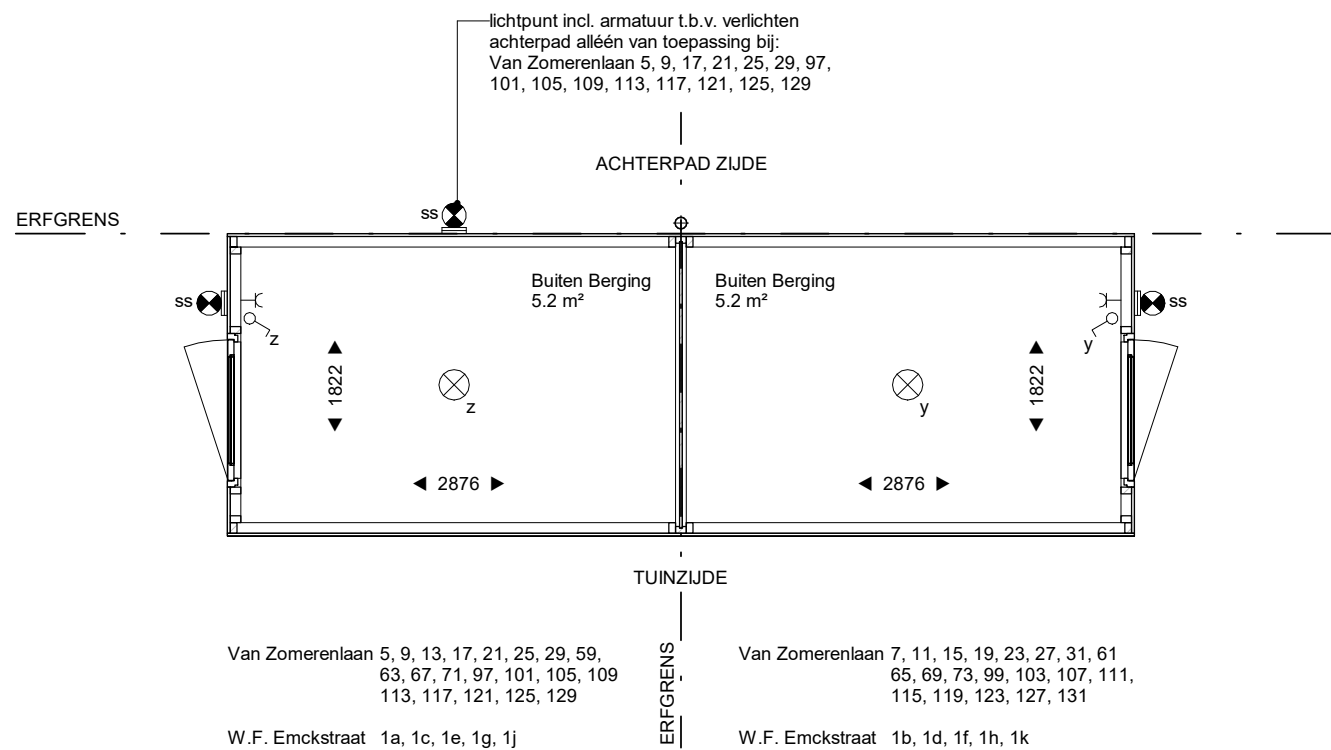 lichtpunt incl. armatuur t.b.v. verlichten
achterpad alléén van toepassing bij:
Van Zomerenlaan 5, 9, 17, 21, 25, 29, 97,
101, 105, 109, 113, 117, 121, 125, 129
ACHTERPAD ZIJDE
ERFGRENS
ss
Buiten Berging
5.2 m²
Buiten Berging
5.2 m²
ss
ss
z
y
1822
1822
z
y
2876
2876
TUINZIJDE
ERFGRENS
Van Zomerenlaan 5, 9, 13, 17, 21, 25, 29, 59,
63, 67, 71, 97, 101, 105, 109
113, 117, 121, 125, 129
W.F. Emckstraat 1a, 1c, 1e, 1g, 1j
Van Zomerenlaan 7, 11, 15, 19, 23, 27, 31, 61
65, 69, 73, 99, 103, 107, 111,
115, 119, 123, 127, 131
W.F. Emckstraat 1b, 1d, 1f, 1h, 1k